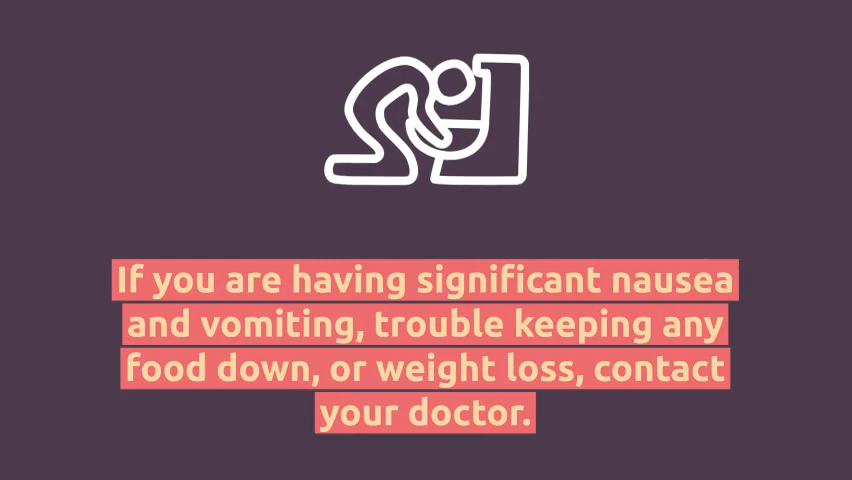 If you are having significant nausea
and vomiting, trouble keeping any
food down, or weight loss, contact
your doctor.